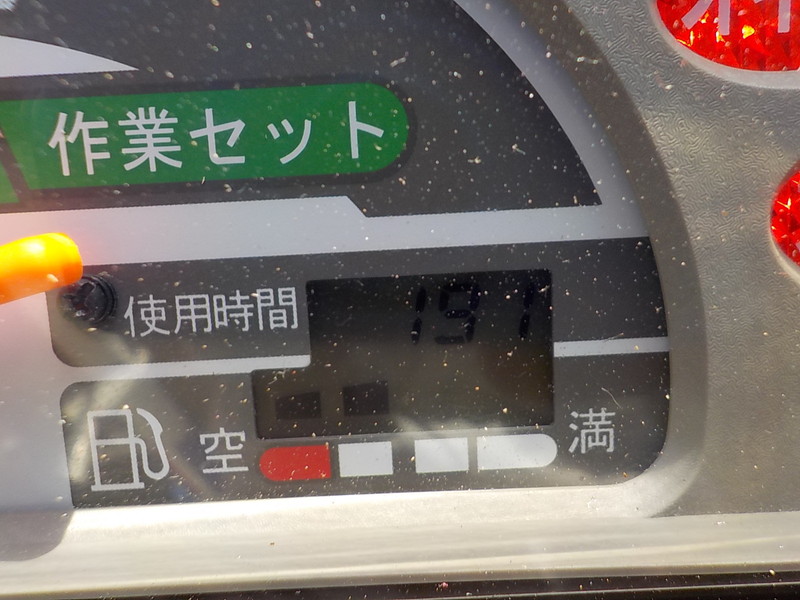 作業セット
使用時間 191
空 満